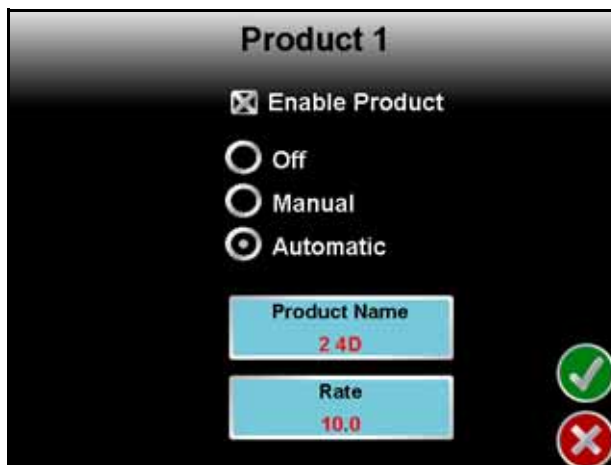 Product 1
Enable Product
Off
Manual
Automatic
Product Name
2 4D
Rate
10.0